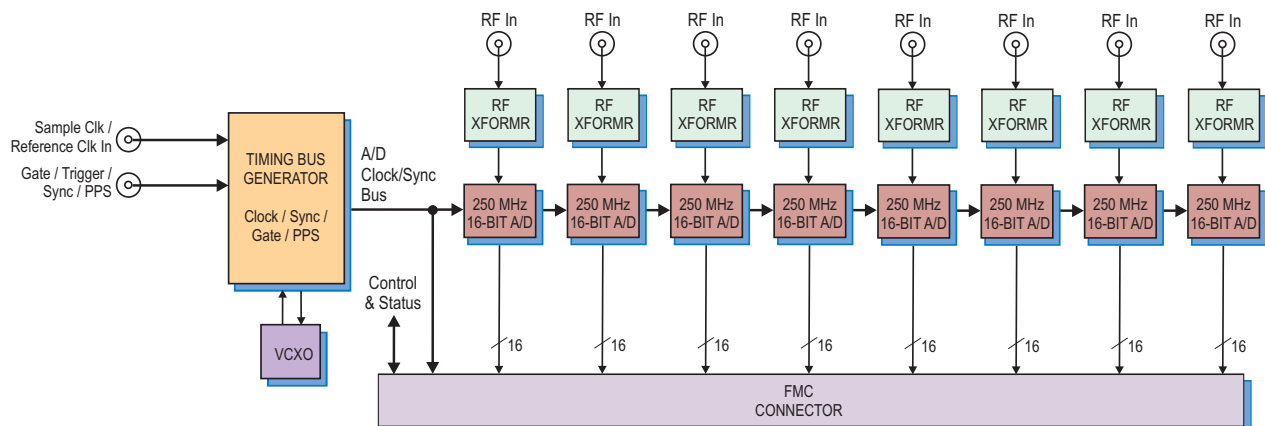 RF In
RF In
RF In
RF In
RF In
RF In
RF In
RF In
RF
XFORMR
RF
XFORMR
RF
XFORMR
RF
XFORMR
RF
XFORMR
RF
XFORMR
RF
XFORMR
RF
XFORMR
Sample Clk /
Reference Clk In
Gate / Trigger /
Sync / PPS
TIMING BUS
GENERATOR
Clock / Sync /
Gate / PPS
A/D
Clock/Sync
Bus
250 MHz
16-BIT A/D
250 MHz
16-BIT A/D
250 MHz
16-BIT A/D
250 MHz
16-BIT A/D
250 MHz
16-BIT A/D
250 MHz
16-BIT A/D
250 MHz
16-BIT A/D
250 MHz
16-BIT A/D
Control
& Status
VCXO
16
16
16
16
16
16
16
16
FMC
CONNECTOR